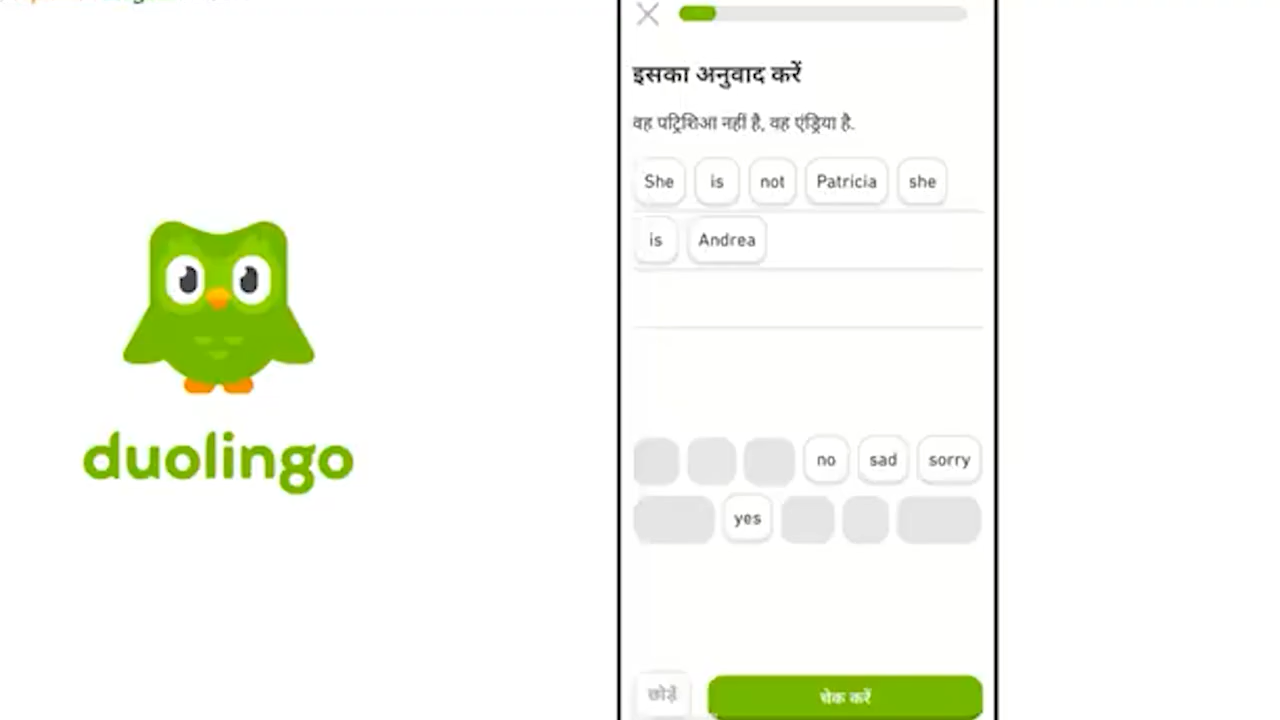 duolingo
इसका अनुवाद करें
वह पट्रिशिआ नहीं है, वह एंड्रिया है.
She is not Patricia she
is Andrea
no sad sorry
yes
छोड़ें चेक करें